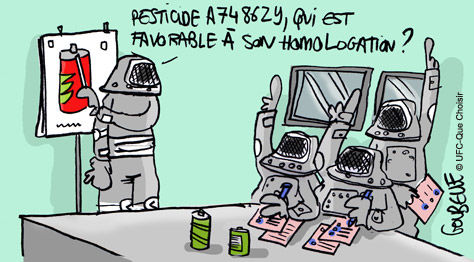 PESTICIDE A74862Y, QUI EST
FAVORABLE À SON HOMOLOGATION ?
© UFC-Que Choisir
GOUBELLE